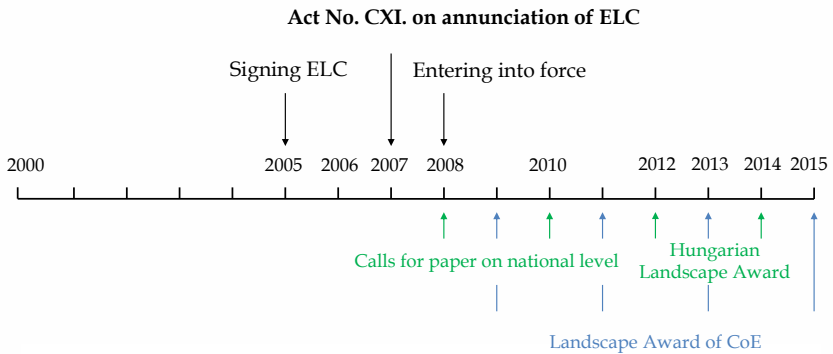 Act No. CXI. on annunciation of ELC
Signing ELC
Entering into force
2000 2005 2006 2007 2008 2010 2012 2013 2014 2015
Calls for paper on national level
Hungarian
Landscape Award
Landscape Award of CoE